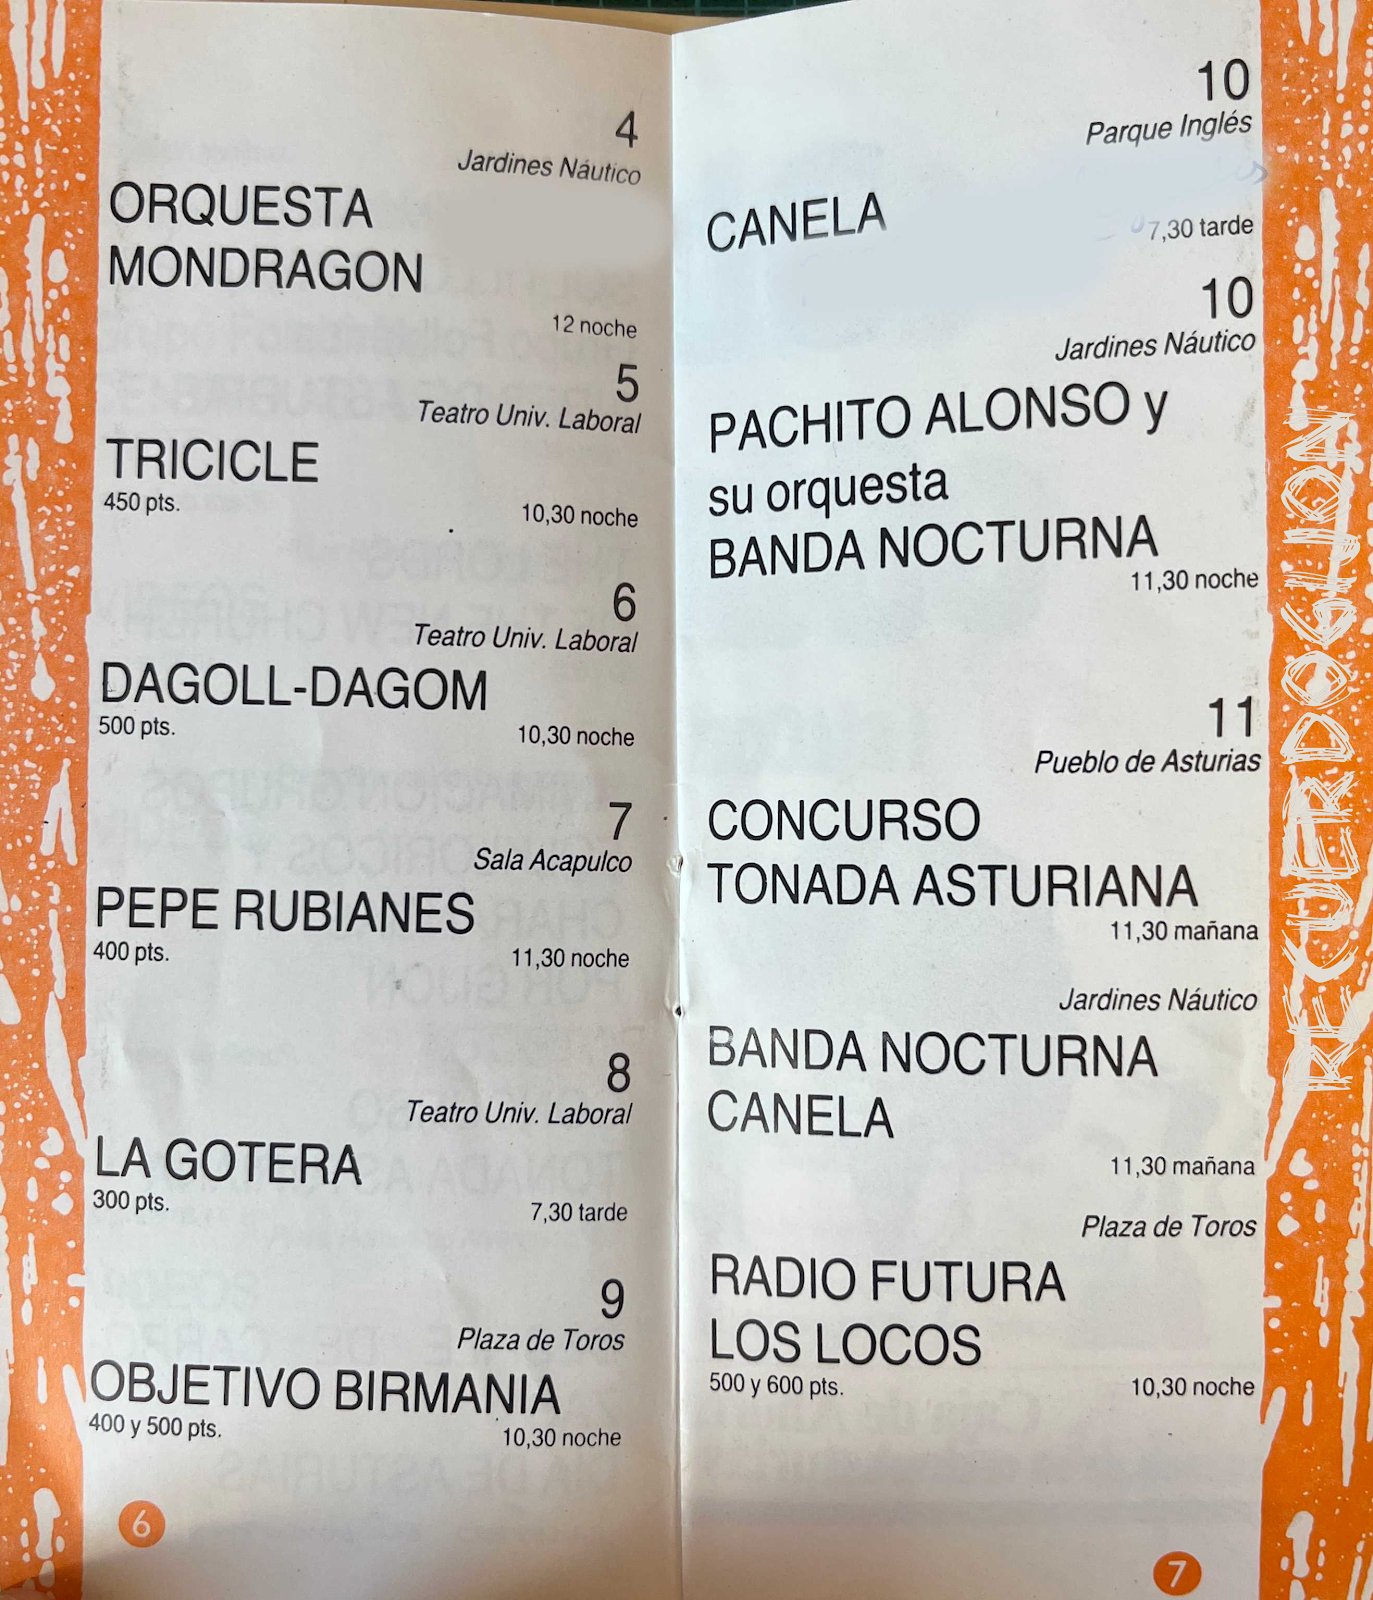 4
Jardines Náutico
ORQUESTA
MONDRAGON
12 noche
5
Teatro Univ. Laboral
TRICICLE
450 pts.
10,30 noche
6
Teatro Univ. Laboral
DAGOLL-DAGOM
500 pts.
10,30 noche
7
Sala Acapulco
PEPE RUBIANES
400 pts.
11,30 noche
8
Teatro Univ. Laboral
LA GOTERA
300 pts.
7,30 tarde
9
Plaza de Toros
OBJETIVO BIRMANIA
400 y 500 pts.
10,30 noche
6
10
Parque Inglés
CANELA
7,30 tarde
10
Jardines Náutico
PACHITO ALONSO y
su orquesta
BANDA NOCTURNA
11,30 noche
11
Pueblo de Asturias
CONCURSO
TONADA ASTURIANA
11,30 mañana
Jardines Náutico
BANDA NOCTURNA
CANELA
11,30 mañana
Plaza de Toros
RADIO FUTURA
LOS LOCOS
500 y 600 pts.
10,30 noche
7
RECUERDOGIJON